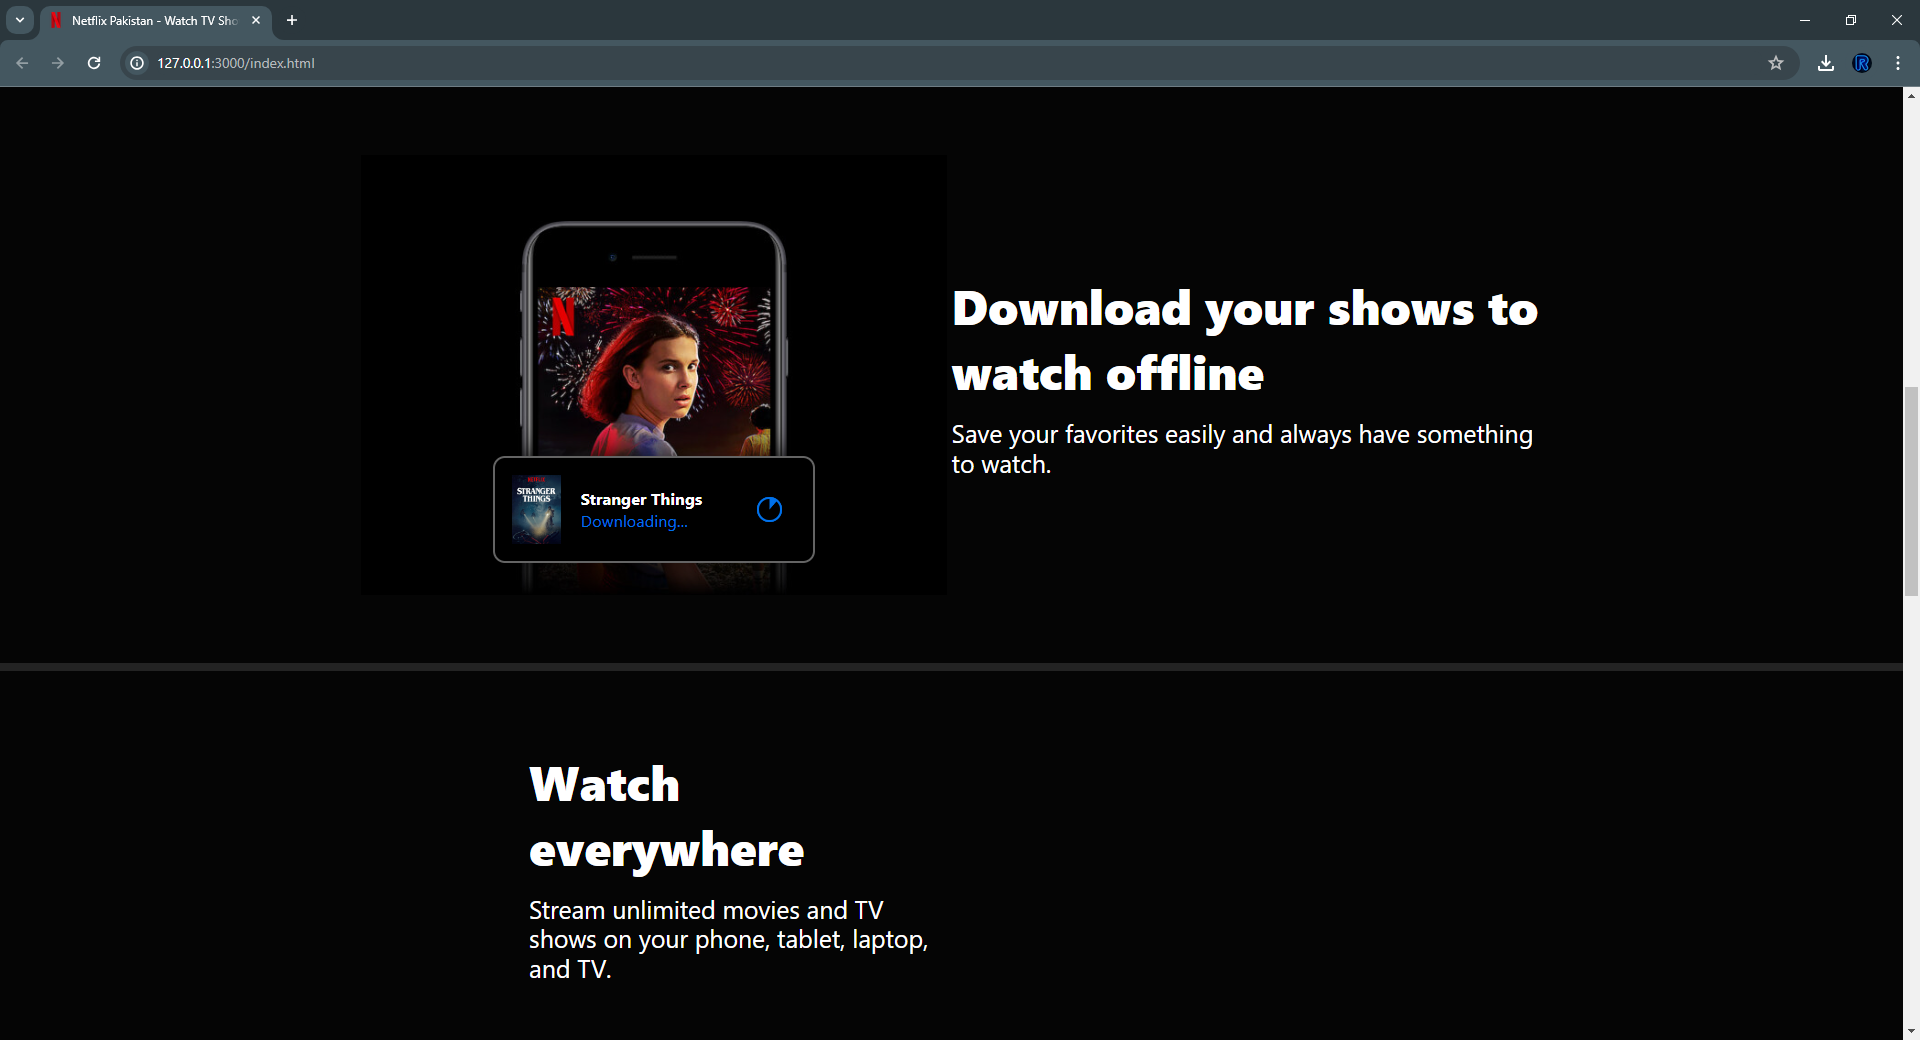 Netflix Pakistan - Watch TV Sho
127.0.0.1:3000/index.html
N
STRANGER
THINGS
Stranger Things
Downloading...
Download your shows to
watch offline
Save your favorites easily and always have something
to watch.
Watch
everywhere
Stream unlimited movies and TV
shows on your phone, tablet, laptop,
and TV.